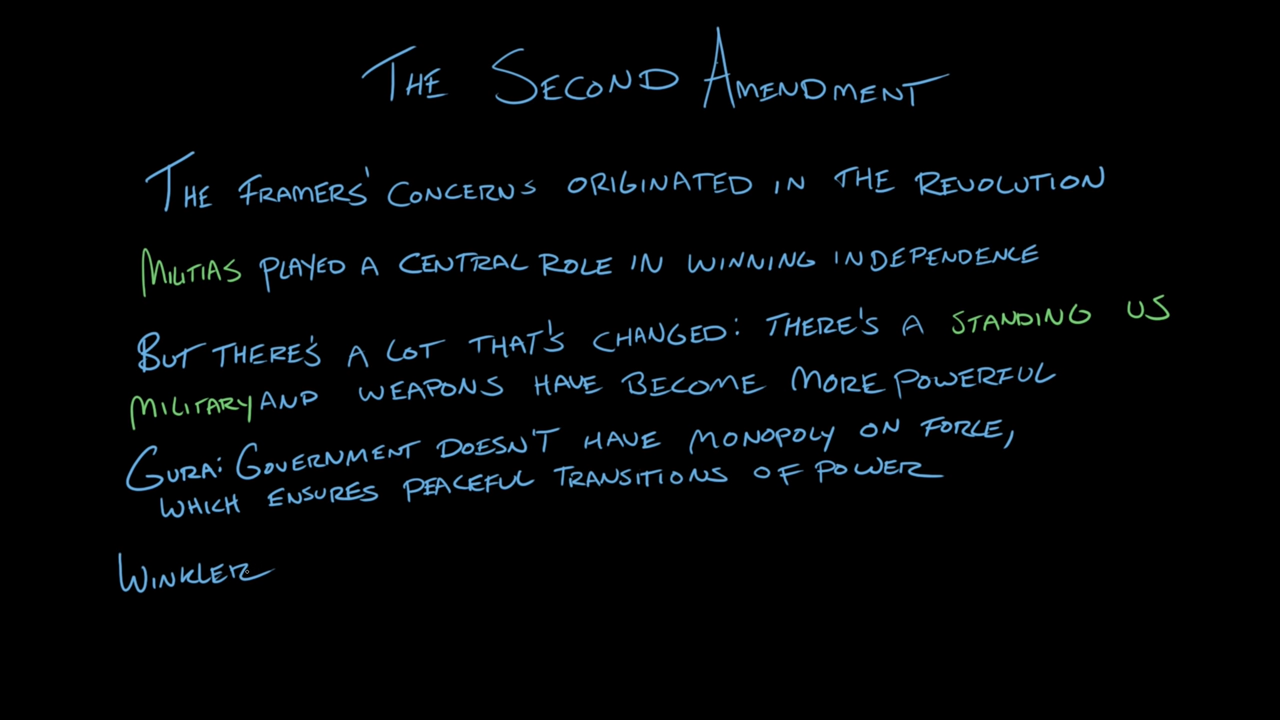 THE SECOND AMENDMENT
THE FRAMERS' CONCERNS ORIGINATED IN THE REVOLUTION
MILITIAS PLAYED A CENTRAL ROLE IN WINNING INDEPENDENCE
BUT THERE'S A LOT THAT'S CHANGED: THERE'S A STANDING US
MILITARY AND WEAPONS HAVE BECOME MORE POWERFUL
GURA: GOVERNMENT DOESN'T HAVE MONOPOLY ON FORCE,
WHICH ENSURES PEACEFUL TRANSITIONS OF POWER
WINKLER